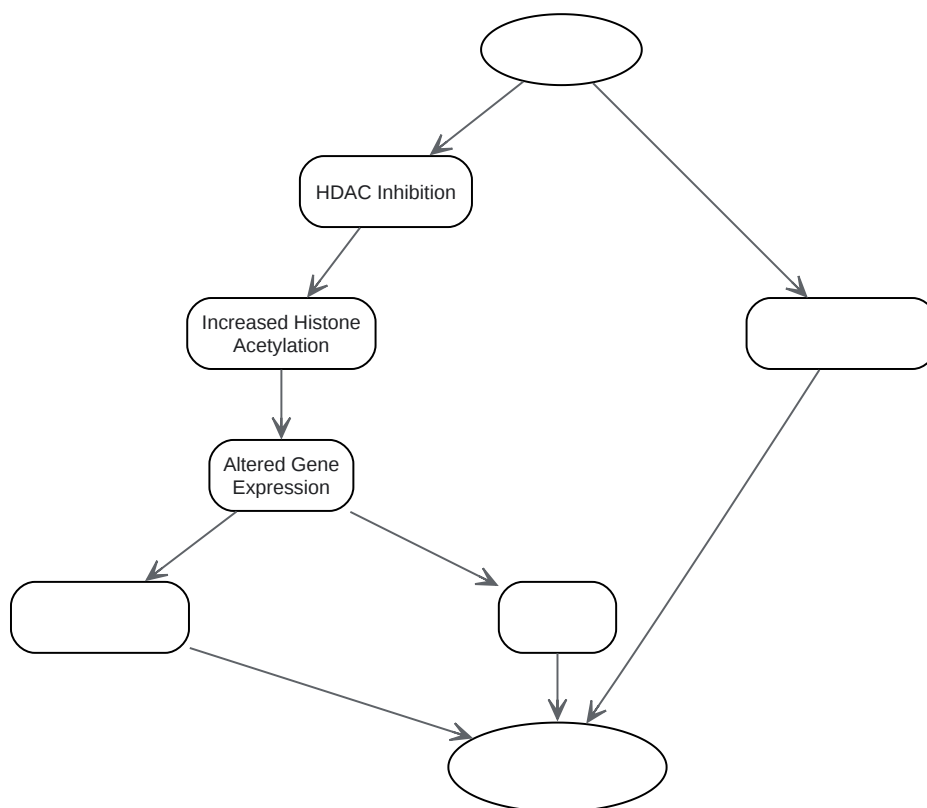 HDAC Inhibition
Increased Histone
Acetylation
Altered Gene
Expression